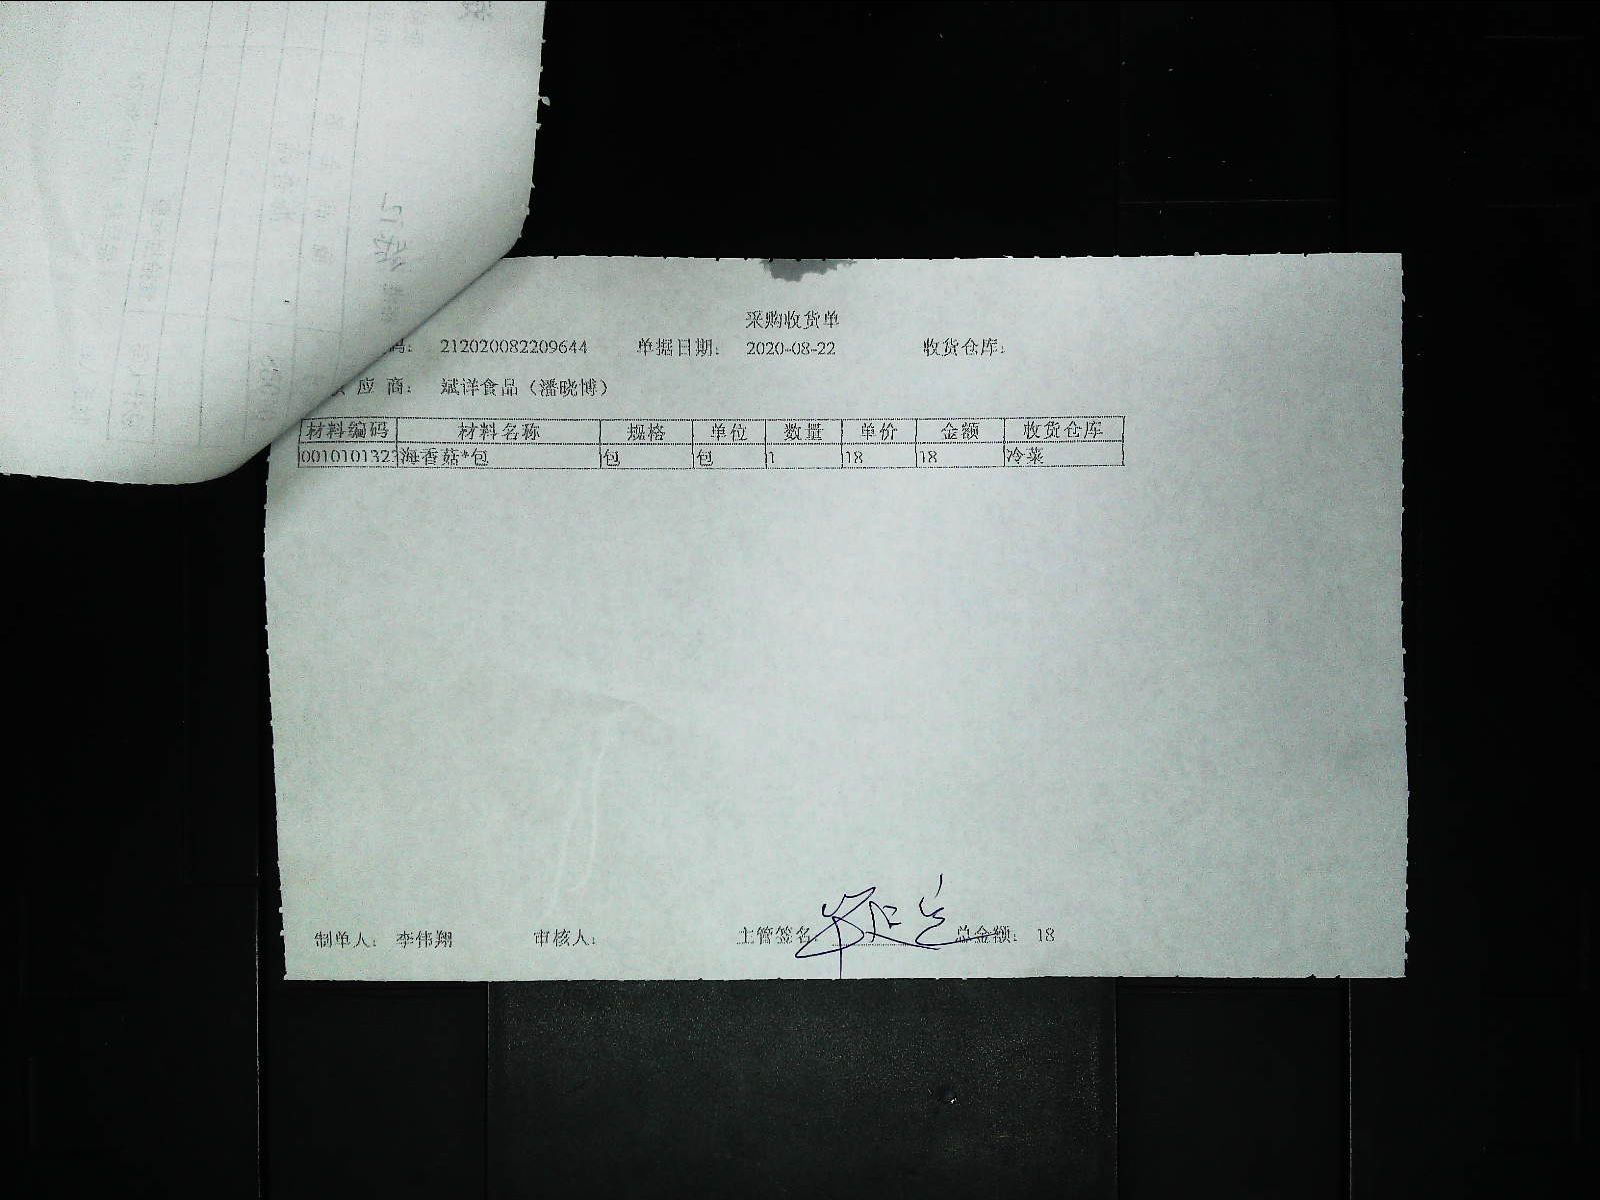 采购收货单
码： 212020082209644 单据日期： 2020-08-22 收货仓库：
应 商： 斌洋食品（潘晓博）
材料编码 材料名称 规格 单位 数量 单价 金额 收货仓库
0010101323 海香菇*包 包 包 1 18 18 冷菜
制单人： 李伟翔 审核人： 主管签名： 总金额： 18